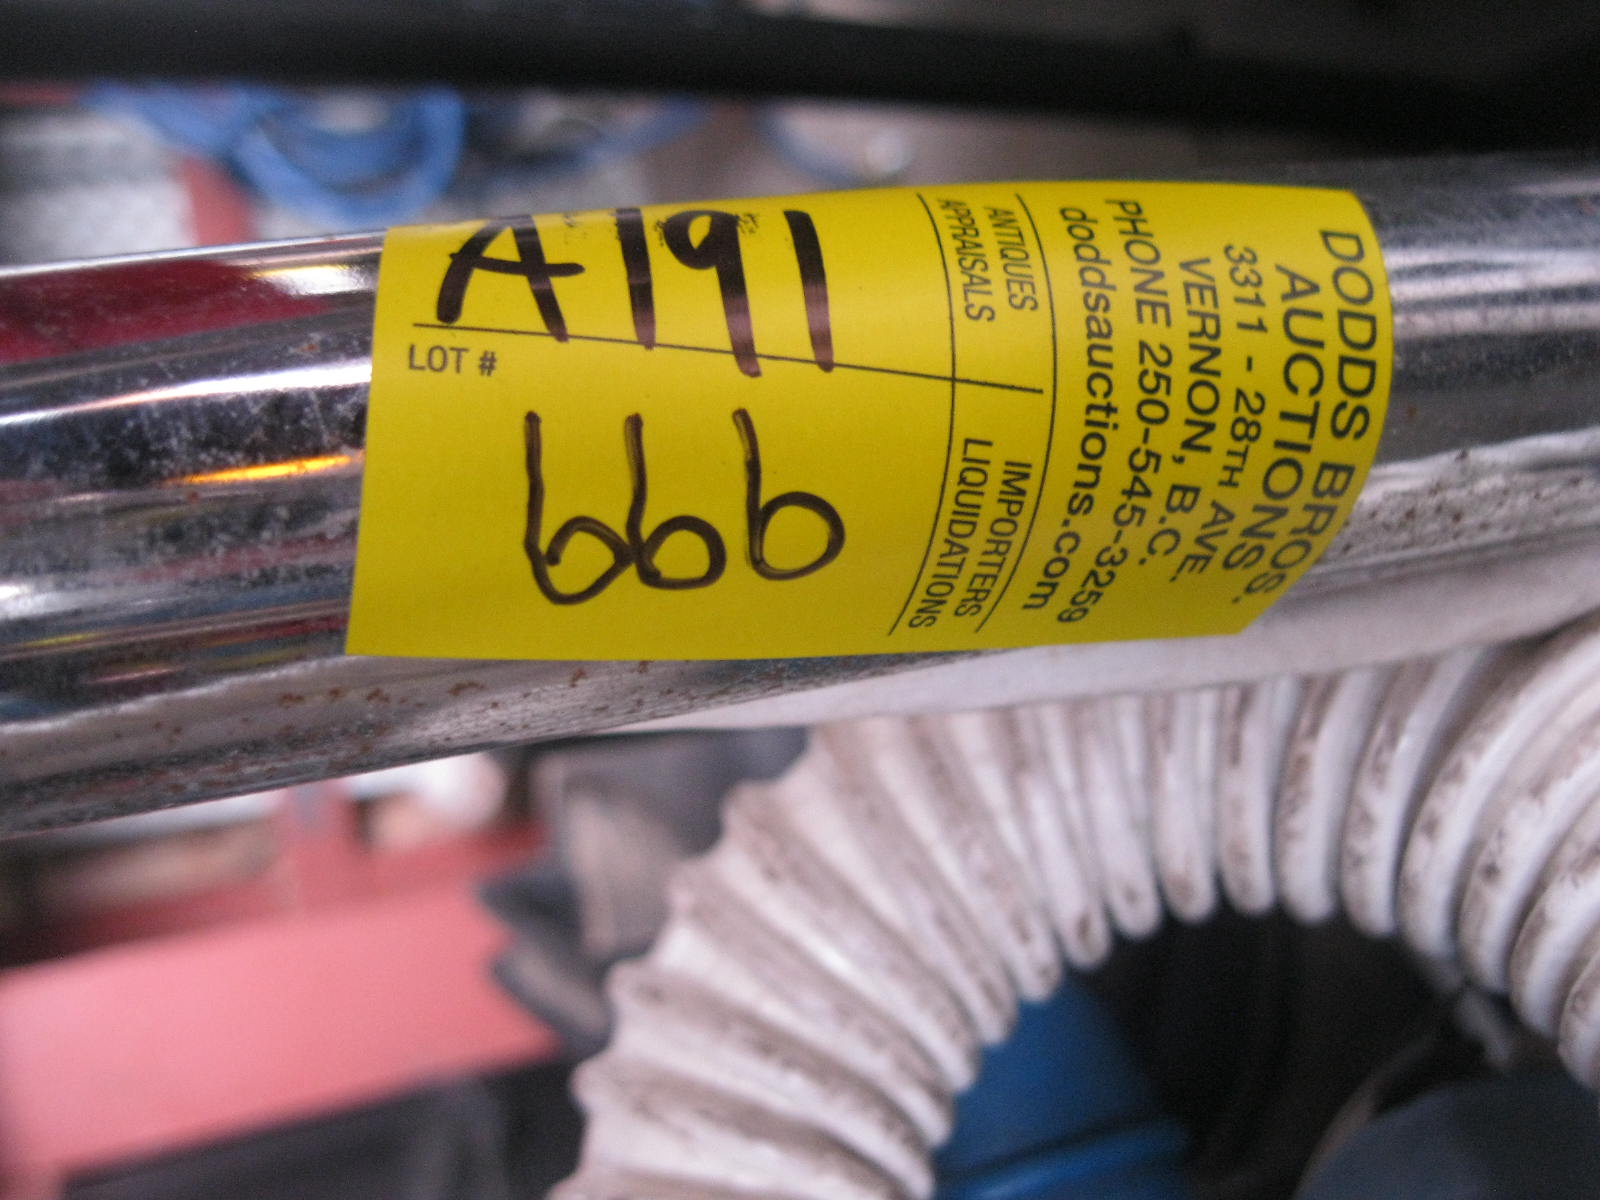 DODDS BROS.
AUCTIONS
3311 - 28TH AVE.
VERNON, B.C.
PHONE 250-545-3259
doddsauctions.com
ANTIQUES
APPRAISALS
IMPORTERS
LIQUIDATIONS
A191
LOT #
666